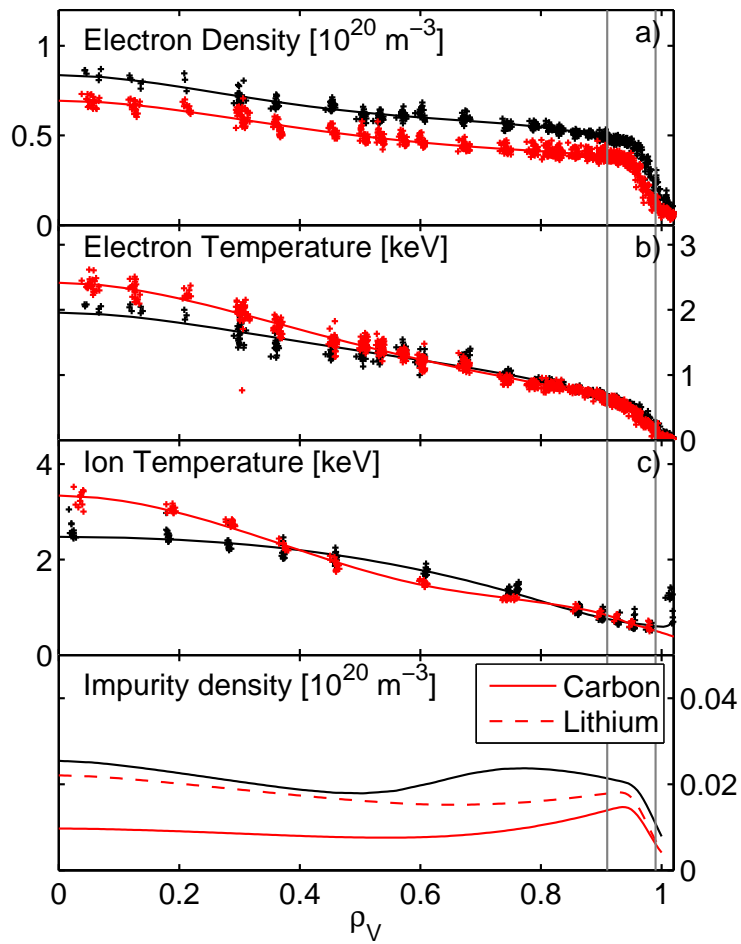 Electron Density [10^20 m^−3] a)
1
0.5
0
Electron Temperature [keV] b)
3
2
1
0
Ion Temperature [keV] c)
4
2
0
Impurity density [10^20 m^−3]
Carbon
Lithium
0.04
0.02
0
0 0.2 0.4 0.6 0.8 1
ρ_V